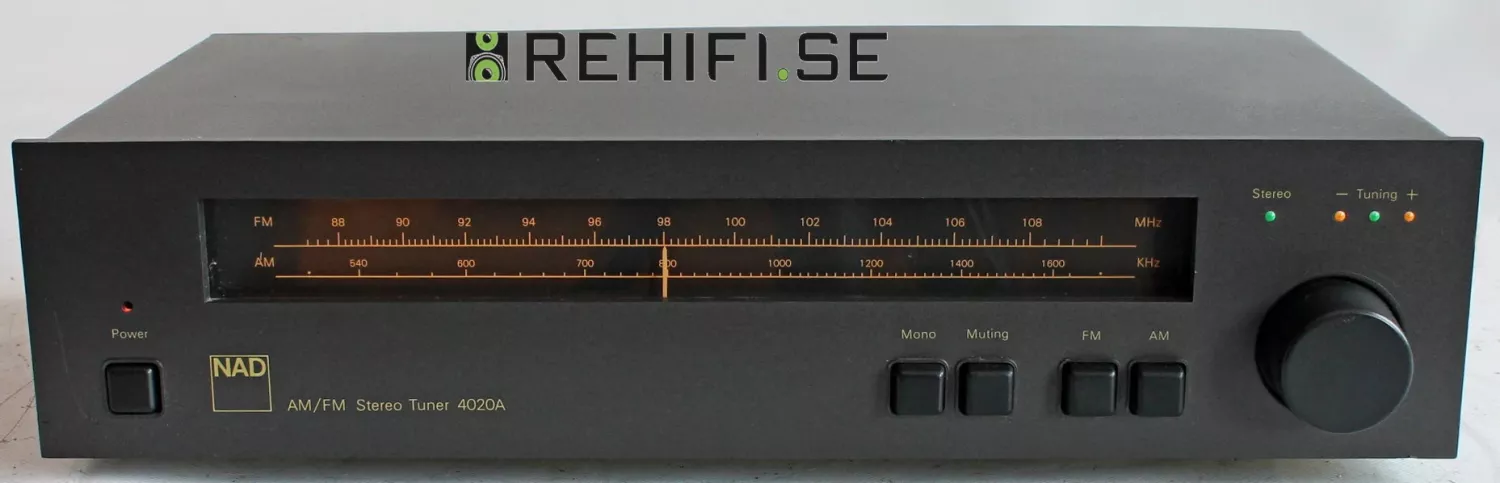 REHIFI.SE
Stereo − Tuning +
FM 88 90 92 94 96 98 100 102 104 106 108 MHz
AM 540 600 700 800 1000 1200 1400 1600 KHz
Power
Mono Muting FM AM
NAD
AM/FM Stereo Tuner 4020A